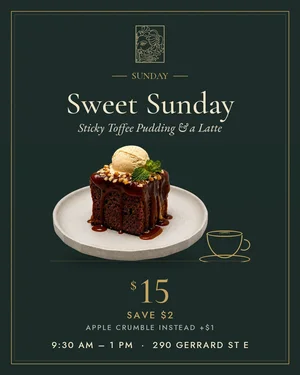 SUNDAY
Sweet Sunday
Sticky Toffee Pudding & a Latte
$15
SAVE $2
APPLE CRUMBLE INSTEAD +$1
9:30 AM – 1 PM · 290 GERRARD ST E